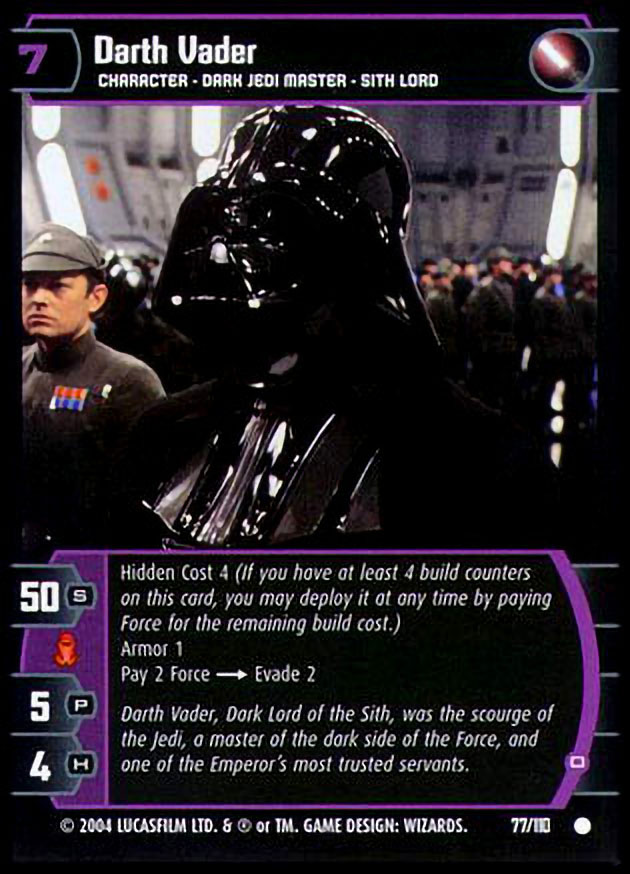 7
Darth Vader
CHARACTER - DARK JEDI MASTER - SITH LORD
50 S
5 P
4 H
Hidden Cost 4 (If you have at least 4 build counters
on this card, you may deploy it at any time by paying
Force for the remaining build cost.)
Armor 1
Pay 2 Force → Evade 2
Darth Vader, Dark Lord of the Sith, was the scourge of
the Jedi, a master of the dark side of the Force, and
one of the Emperor's most trusted servants.
© 2004 LUCASFILM LTD. & ® or TM. GAME DESIGN: WIZARDS. 77/110